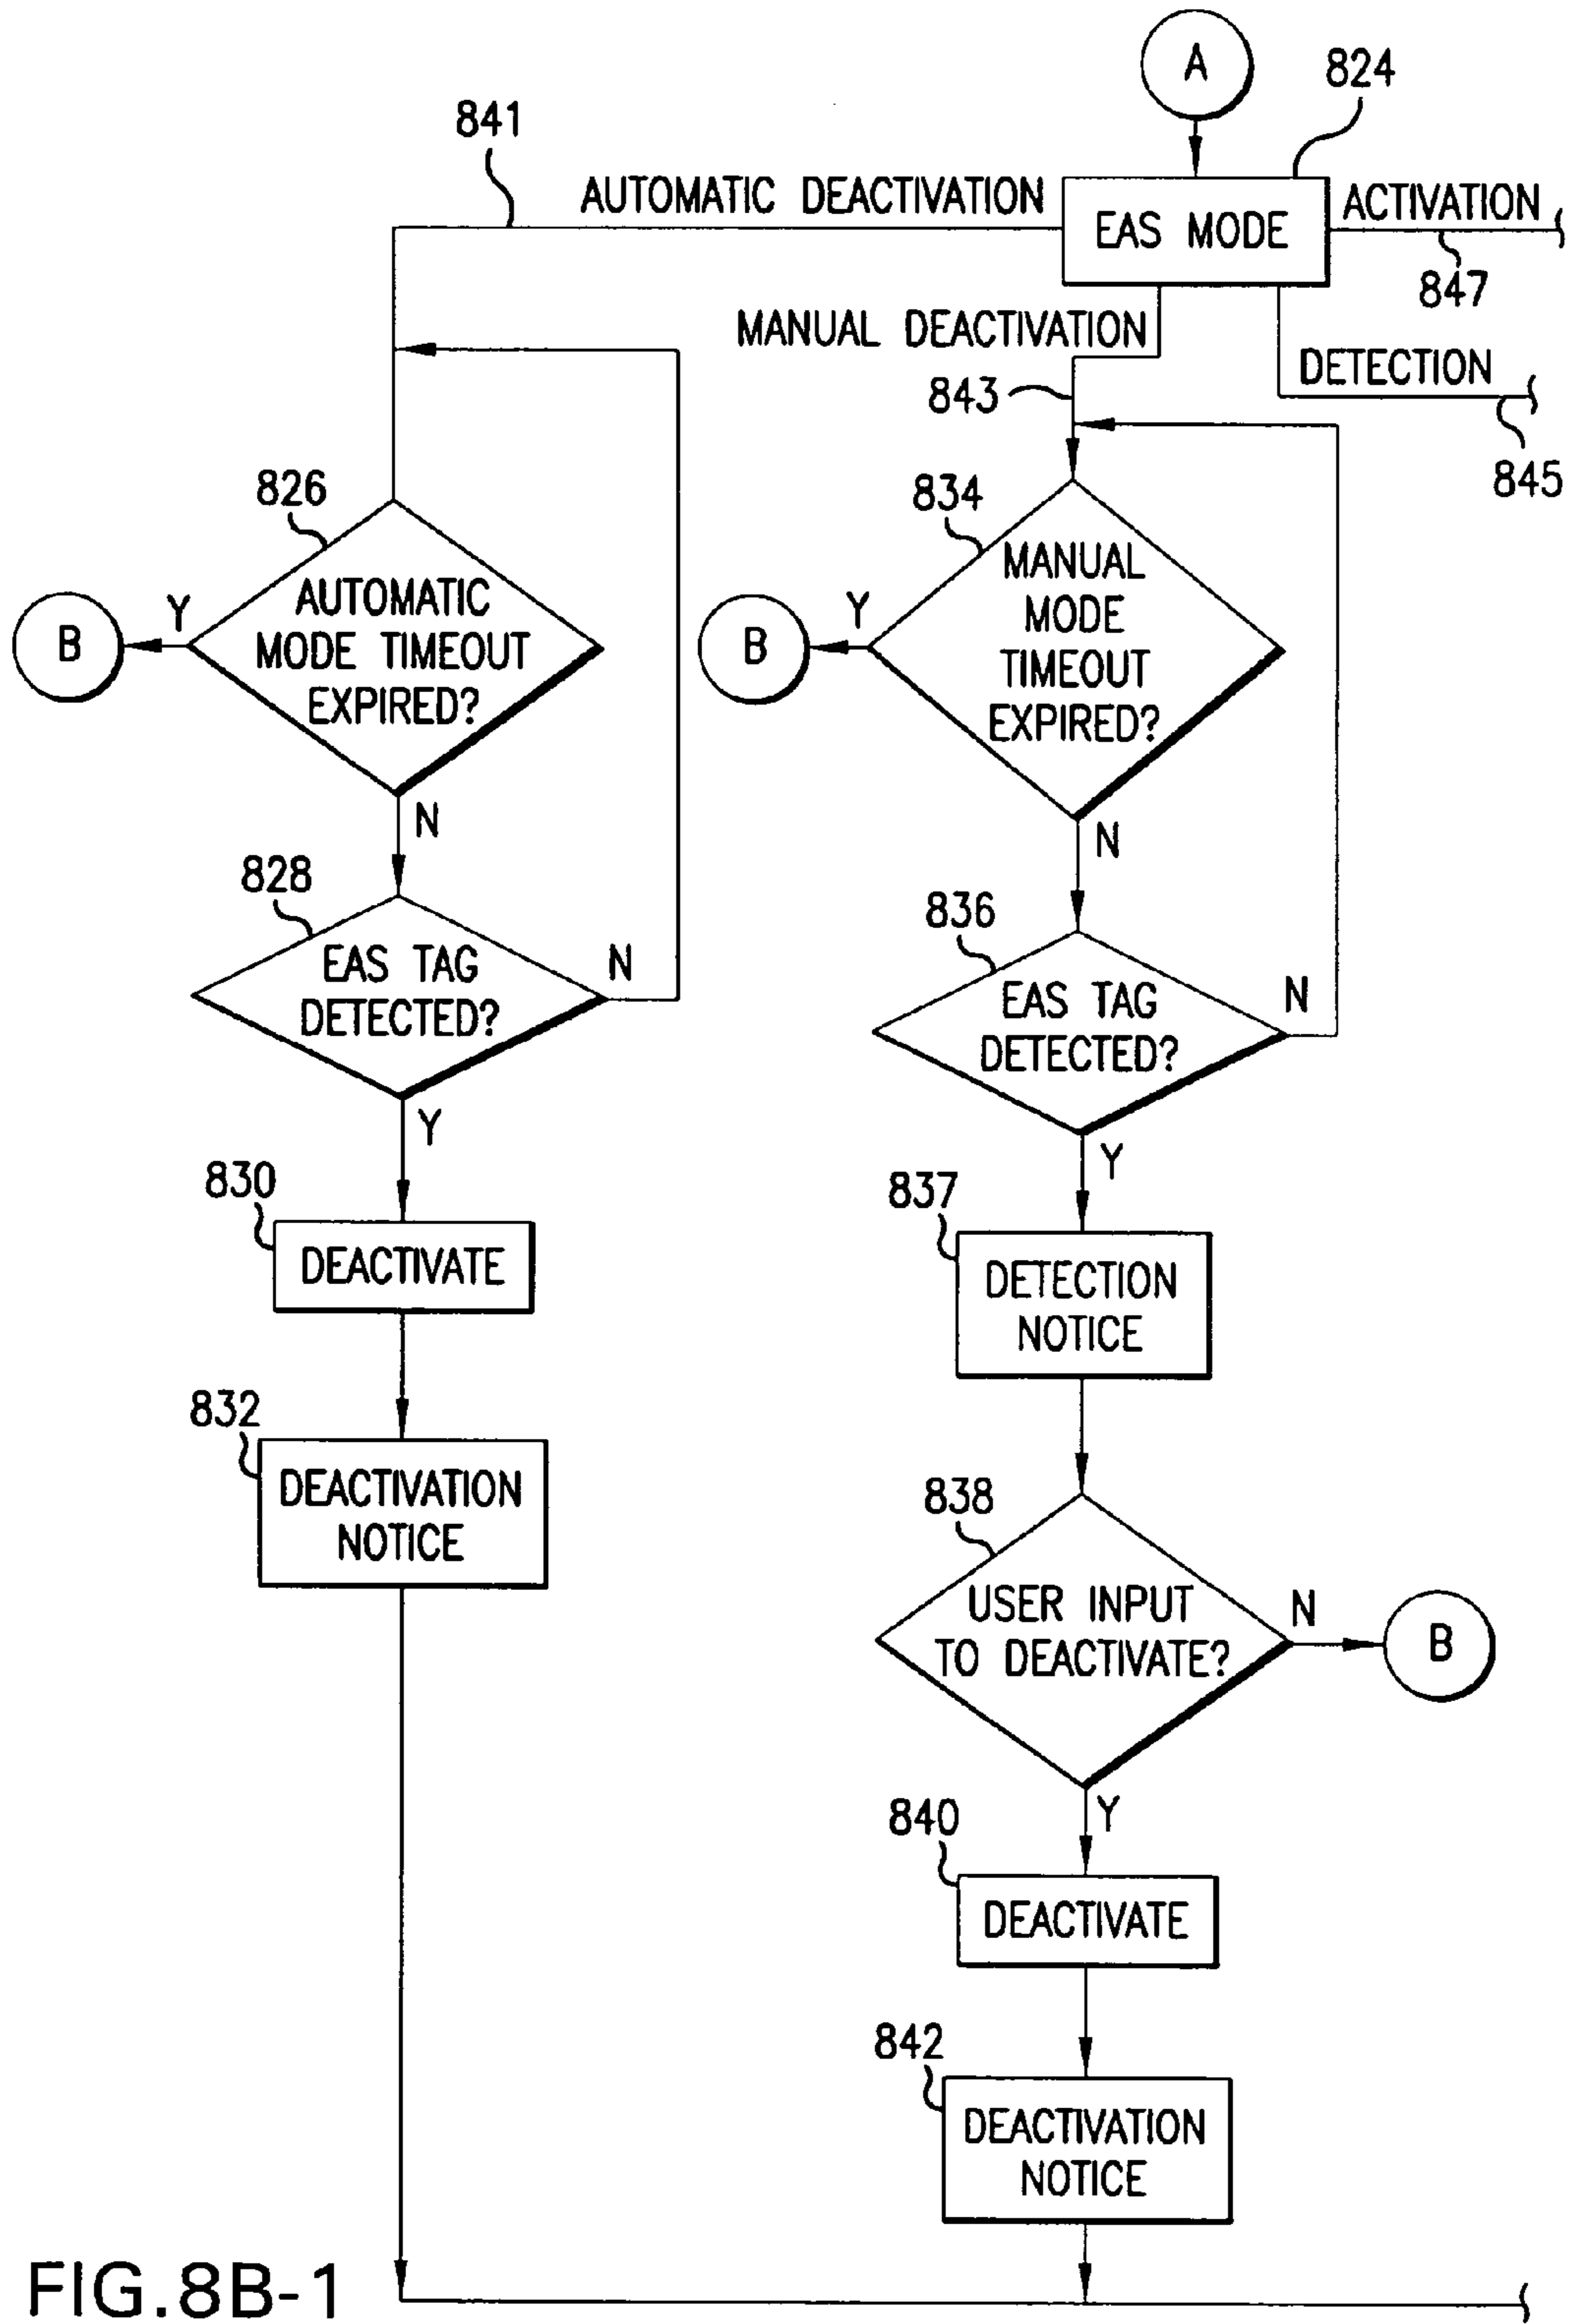 A
824
841
AUTOMATIC DEACTIVATION
EAS MODE
ACTIVATION
847
MANUAL DEACTIVATION
DETECTION
843
845
826
834
AUTOMATIC
MODE TIMEOUT
EXPIRED?
Y
B
N
MANUAL
MODE
TIMEOUT
EXPIRED?
Y
B
N
828
EAS TAG
DETECTED?
N
Y
836
EAS TAG
DETECTED?
N
Y
830
DEACTIVATE
837
DETECTION
NOTICE
832
DEACTIVATION
NOTICE
838
USER INPUT
TO DEACTIVATE?
N
B
Y
840
DEACTIVATE
842
DEACTIVATION
NOTICE
FIG.8B-1